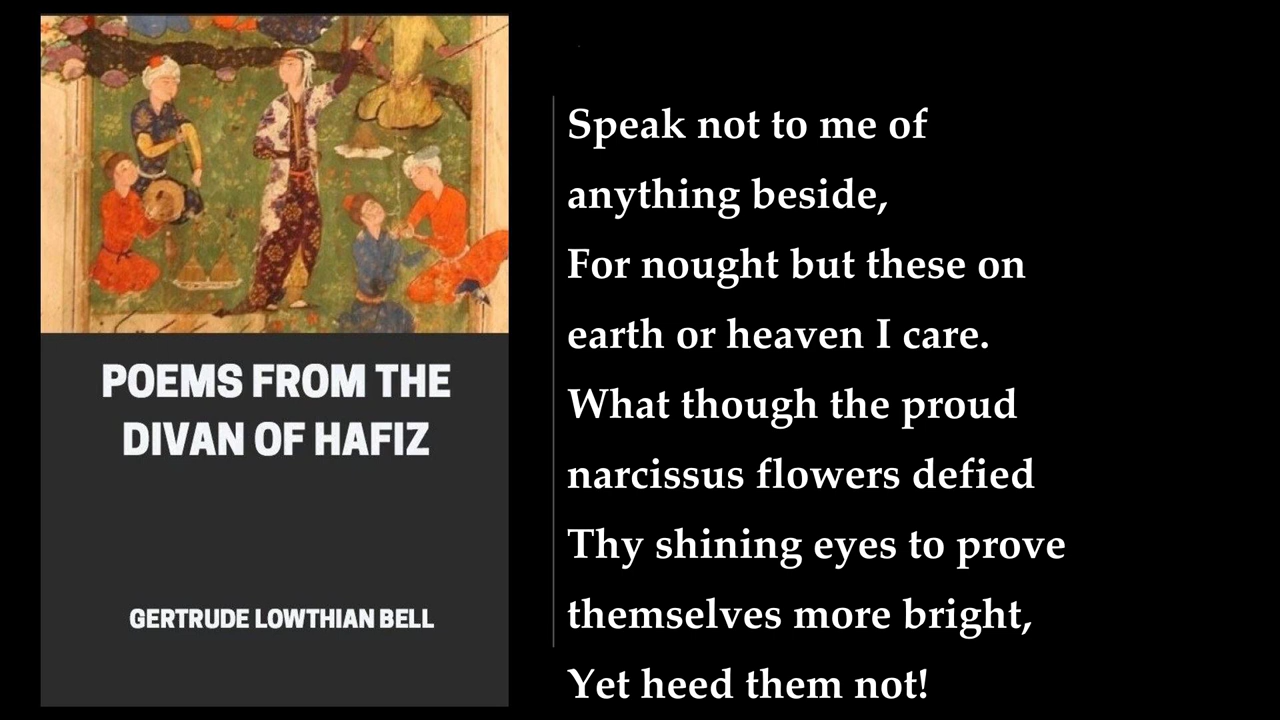 POEMS FROM THE
DIVAN OF HAFIZ
GERTRUDE LOWTHIAN BELL
Speak not to me of
anything beside,
For nought but these on
earth or heaven I care.
What though the proud
narcissus flowers defied
Thy shining eyes to prove
themselves more bright,
Yet heed them not!